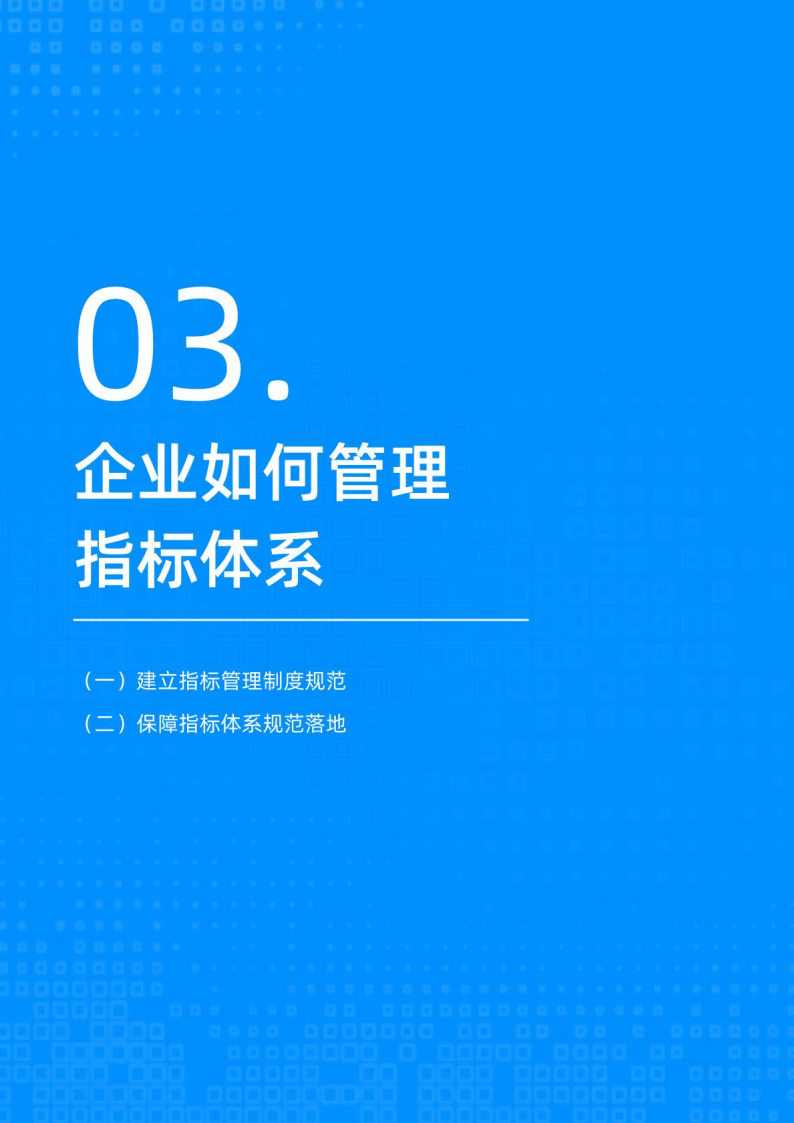 03.
企业如何管理
指标体系
（一）建立指标管理制度规范
（二）保障指标体系规范落地